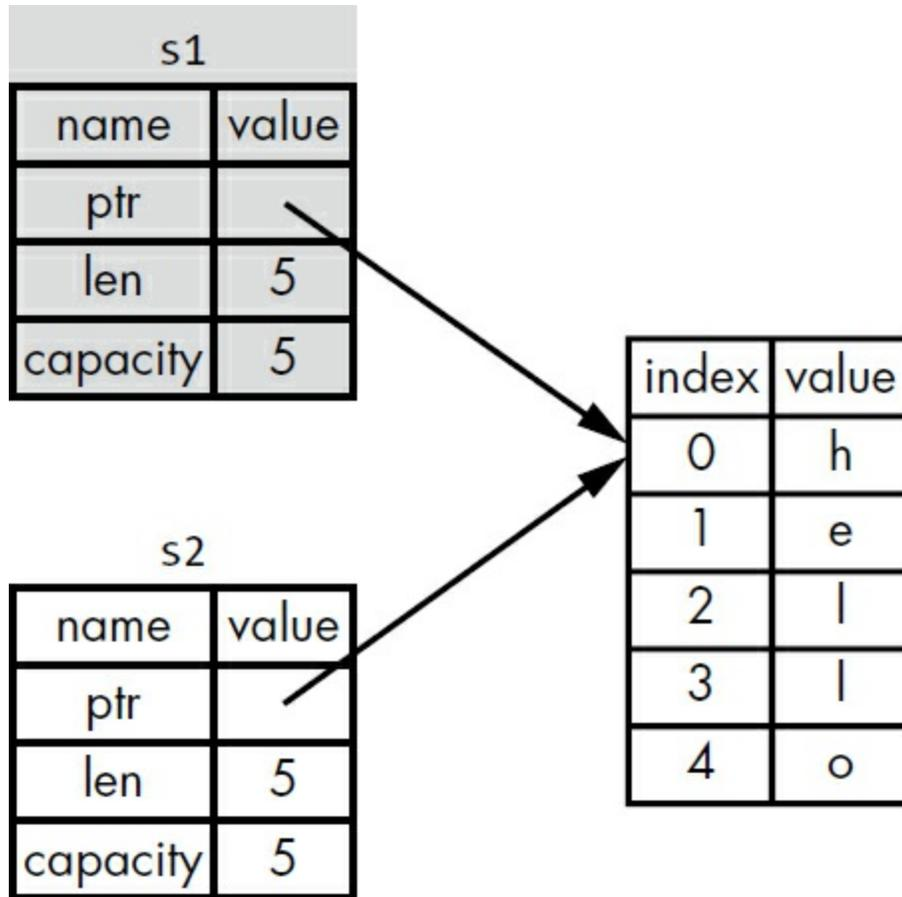 s1
name value
ptr
len 5
capacity 5
index value
0 h
1 e
2 l
3 l
4 o
s2
name value
ptr
len 5
capacity 5